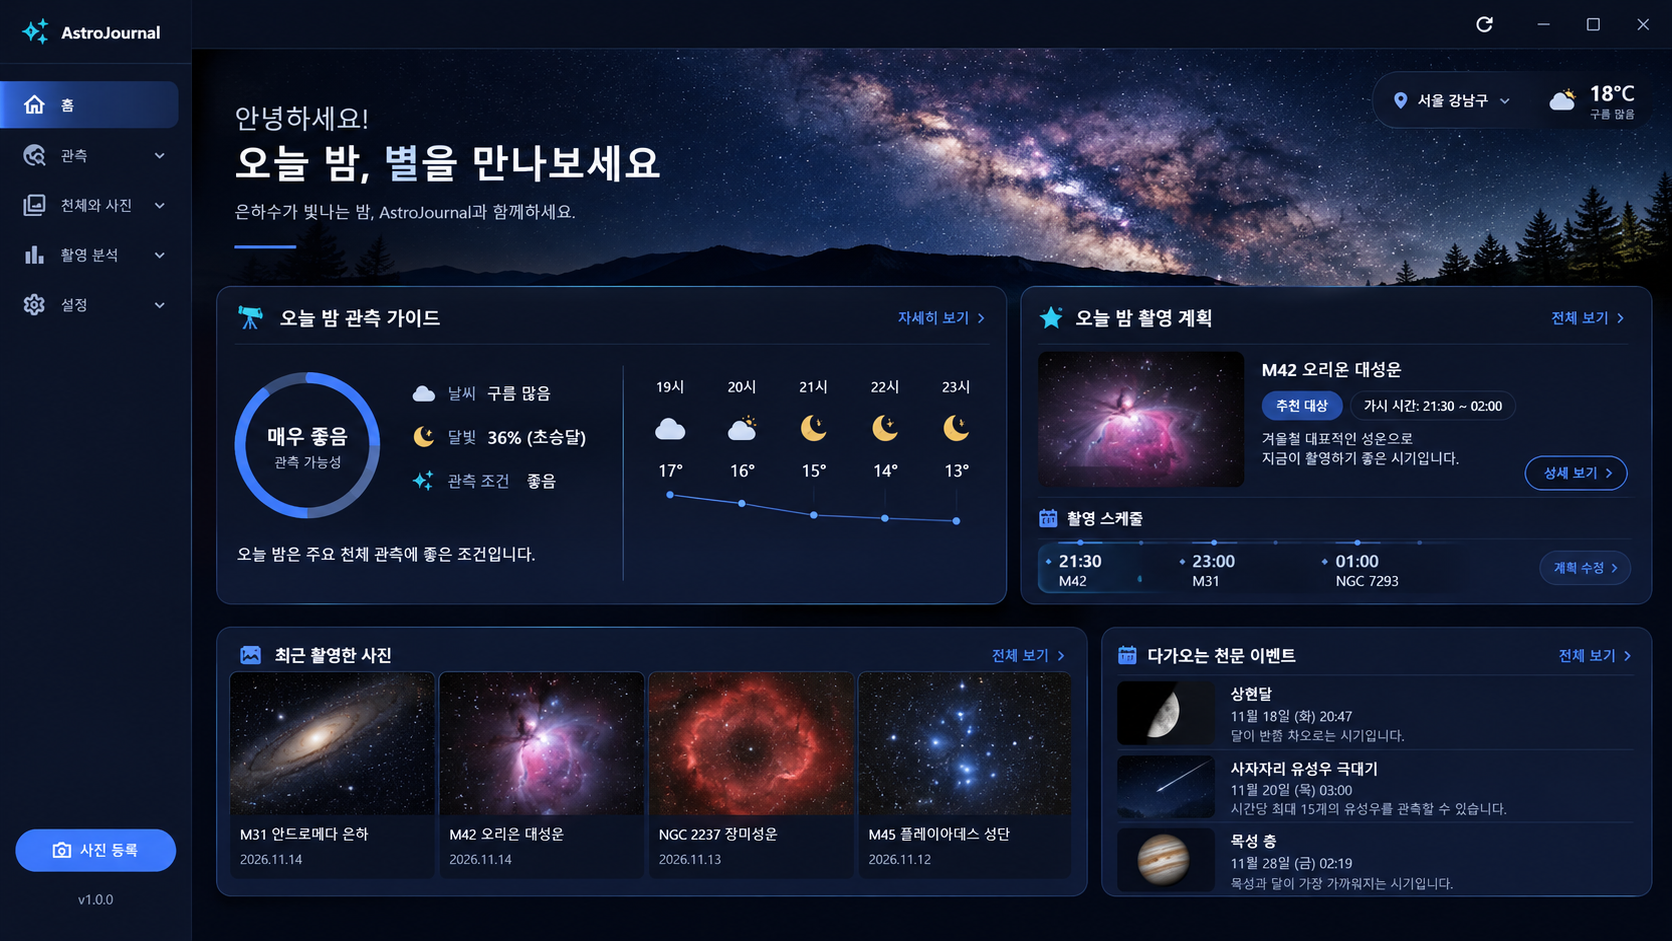 AstroJournal
홈
관측
천체와 사진
촬영 분석
설정
사진 등록
v1.0.0
서울 강남구
18°C
구름 많음
안녕하세요!
오늘 밤, 별을 만나보세요
은하수가 빛나는 밤, AstroJournal과 함께하세요.
오늘 밤 관측 가이드
자세히 보기
매우 좋음
관측 가능성
날씨 구름 많음
달빛 36% (초승달)
관측 조건 좋음
오늘 밤은 주요 천체 관측에 좋은 조건입니다.
19시 20시 21시 22시 23시
17° 16° 15° 14° 13°
오늘 밤 촬영 계획
전체 보기
M42 오리온 대성운
추천 대상
가시 시간: 21:30 ~ 02:00
겨울철 대표적인 성운으로
지금이 촬영하기 좋은 시기입니다.
상세 보기
촬영 스케줄
21:30 23:00 01:00
M42 M31 NGC 7293
계획 수정
최근 촬영한 사진
전체 보기
M31 안드로메다 은하
2026.11.14
M42 오리온 대성운
2026.11.14
NGC 2237 장미성운
2026.11.13
M45 플레이아데스 성단
2026.11.12
다가오는 천문 이벤트
전체 보기
상현달
11월 18일 (화) 20:47
달이 반쯤 차오로는 시기입니다.
사자자리 유성우 극대기
11월 20일 (목) 03:00
시간당 최대 15개의 유성우를 관측할 수 있습니다.
목성 충
11월 28일 (금) 02:19
목성과 달이 가장 가까워지는 시기입니다.